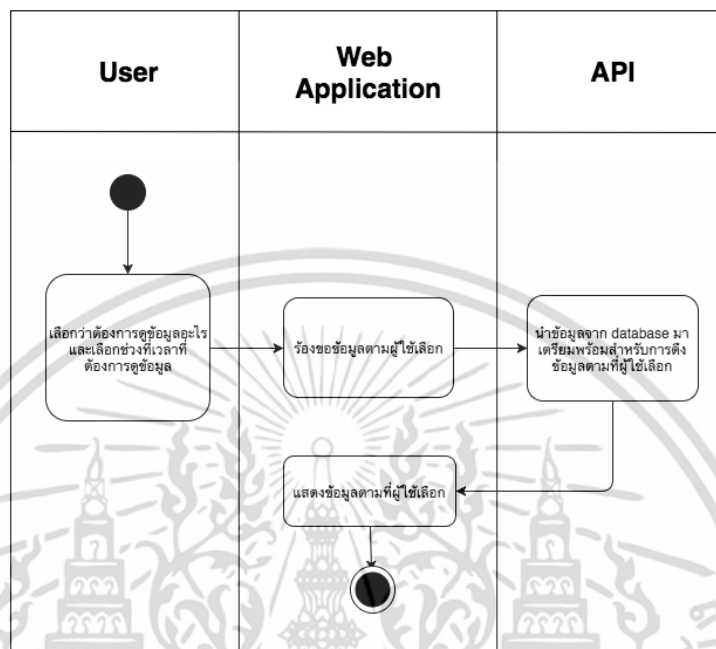 User
Web
Application
API
เลือกว่าต้องการดูข้อมูลอะไร
และเลือกช่วงที่เวลาที่
ต้องการดูข้อมูล
ร้องขอข้อมูลตามผู้ใช้เลือก
นำข้อมูลจาก database มา
เตรียมพร้อมสำหรับการดึง
ข้อมูลตามที่ผู้ใช้เลือก
แสดงข้อมูลตามที่ผู้ใช้เลือก